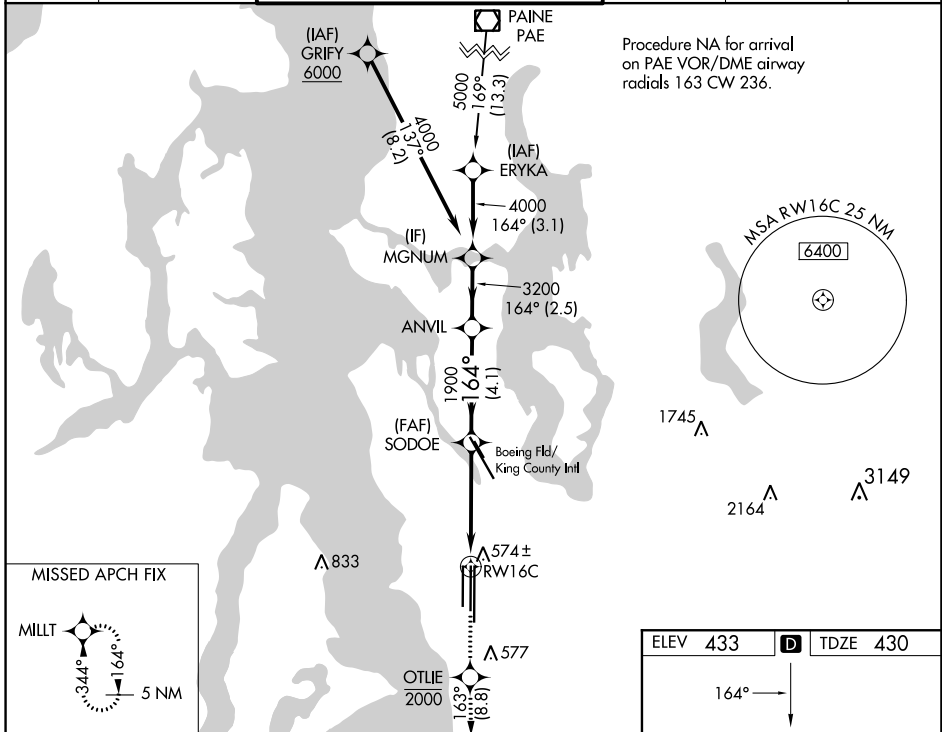 PAINE
PAE
(IAF)
GRIFY
6000
Procedure NA for arrival
on PAE VOR/DME airway
radials 163 CW 236.
5000
169°
(13.3)
4000
137°
(8.2)
(IAF)
ERYKA
4000
164° (3.1)
(IF)
MGNUM
3200
164° (2.5)
MSA RW16C 25 NM
6400
ANVIL
1900
164°
(4.1)
(FAF)
SODOE
Boeing Fld/
King County Intl
1745
2164
3149
574±
RW16C
833
MISSED APCH FIX
MILLT
344°
164°
5 NM
577
OTLIE
2000
163°
(8.8)
ELEV 433 D TDZE 430
164°